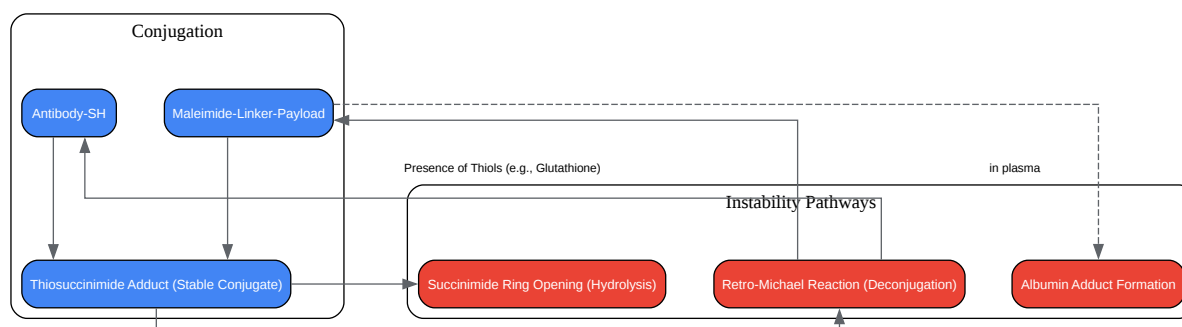 Conjugation
Antibody-SH
Maleimide-Linker-Payload
Presence of Thiols (e.g., Glutathione)
in plasma
Instability Pathways
Thiosuccinimide Adduct (Stable Conjugate)
Succinimide Ring Opening (Hydrolysis)
Retro-Michael Reaction (Deconjugation)
Albumin Adduct Formation